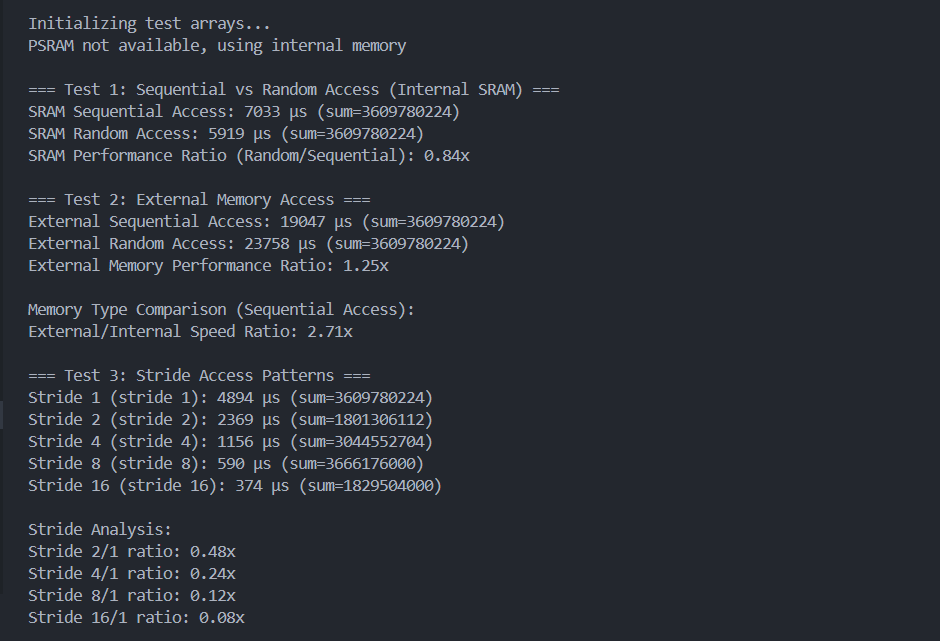 Initializing test arrays...
PSRAM not available, using internal memory
=== Test 1: Sequential vs Random Access (Internal SRAM) ===
SRAM Sequential Access: 7033 µs (sum=3609780224)
SRAM Random Access: 5919 µs (sum=3609780224)
SRAM Performance Ratio (Random/Sequential): 0.84x
=== Test 2: External Memory Access ===
External Sequential Access: 19047 µs (sum=3609780224)
External Random Access: 23758 µs (sum=3609780224)
External Memory Performance Ratio: 1.25x
Memory Type Comparison (Sequential Access):
External/Internal Speed Ratio: 2.71x
=== Test 3: Stride Access Patterns ===
Stride 1 (stride 1): 4894 µs (sum=3609780224)
Stride 2 (stride 2): 2369 µs (sum=1801306112)
Stride 4 (stride 4): 1156 µs (sum=3044552704)
Stride 8 (stride 8): 590 µs (sum=3666176000)
Stride 16 (stride 16): 374 µs (sum=1829504000)
Stride Analysis:
Stride 2/1 ratio: 0.48x
Stride 4/1 ratio: 0.24x
Stride 8/1 ratio: 0.12x
Stride 16/1 ratio: 0.08x